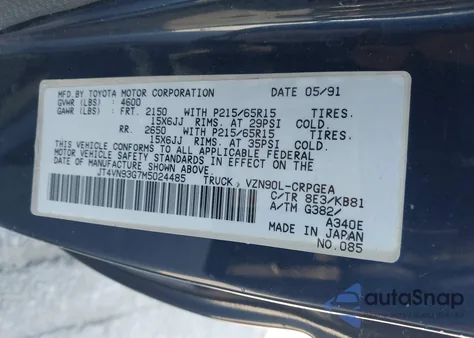 MFD.BY TOYOTA MOTOR CORPORATION DATE 05/91
GVWR (LBS): 4600
GAWR (LBS): FRT. 2150 WITH P215/65R15 TIRES.
15X6JJ RIMS. AT 29PSI COLD.
RR. 2650 WITH P215/65R15 TIRES.
15X6JJ RIMS. AT 35PSI COLD.
THIS VEHICLE CONFORMS TO ALL APPLICABLE FEDERAL
MOTOR VEHICLE SAFETY STANDARDS IN EFFECT ON THE DATE
OF MANUFACTURE SHOWN ABOVE.
JT4VN93G7M5024485 TRUCK, VZN90L-CRPGEA
C/TR 8E3/KB81
A/TM G382/
A340E
MADE IN JAPAN
NO.085
autoSnap